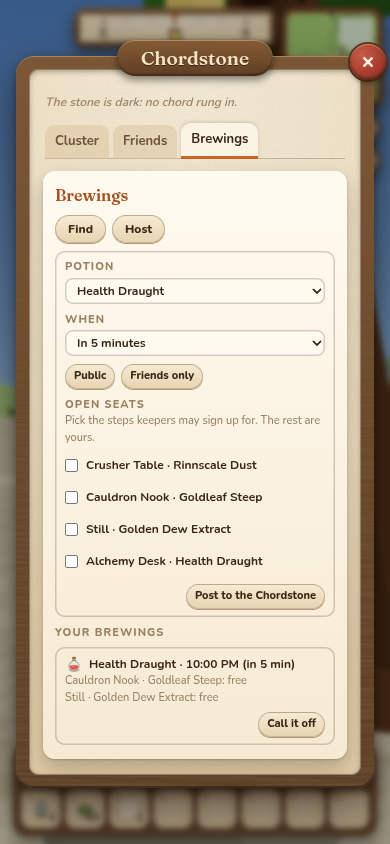 Chordstone
The stone is dark: no chord rung in.
Cluster
Friends
Brewings
Brewings
Find
Host
POTION
Health Draught
WHEN
In 5 minutes
Public
Friends only
OPEN SEATS
Pick the steps keepers may sign up for. The rest are
yours.
Crusher Table · Rinnscale Dust
Cauldron Nook · Goldleaf Steep
Still · Golden Dew Extract
Alchemy Desk · Health Draught
Post to the Chordstone
YOUR BREWINGS
Health Draught · 10:00 PM (in 5 min)
Cauldron Nook · Goldleaf Steep: free
Still · Golden Dew Extract: free
Call it off